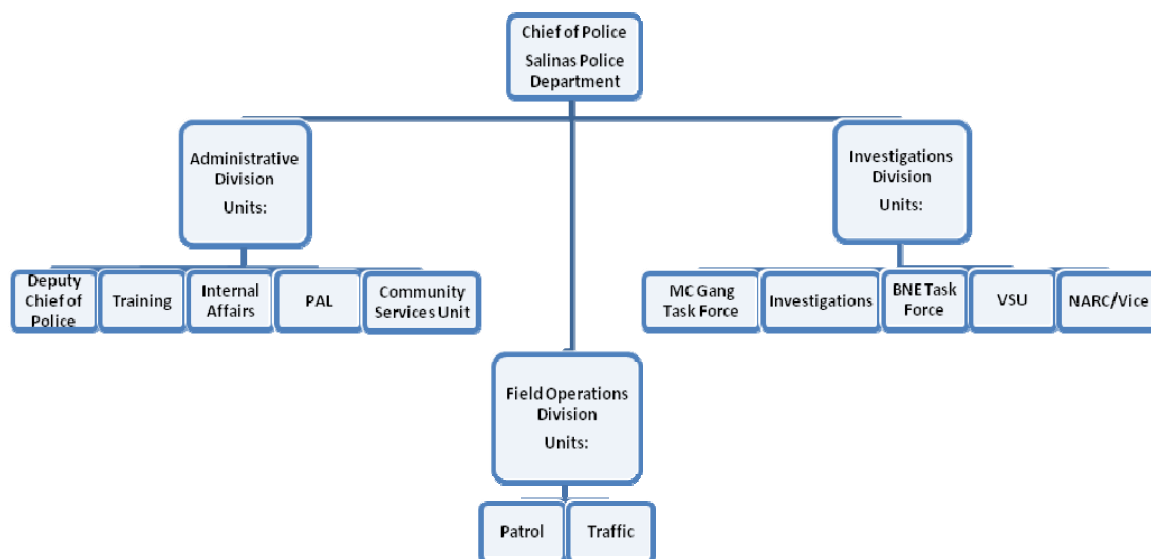 Chief of Police
Salinas Police
Department
Administrative
Division
Units:
Investigations
Division
Units:
Deputy
Chief of
Police
Training
Internal
Affairs
PAL
Community
Services Unit
MC Gang
Task Force
Investigations
BNE Task
Force
VSU
NARC/Vice
Field Operations
Division
Units:
Patrol
Traffic